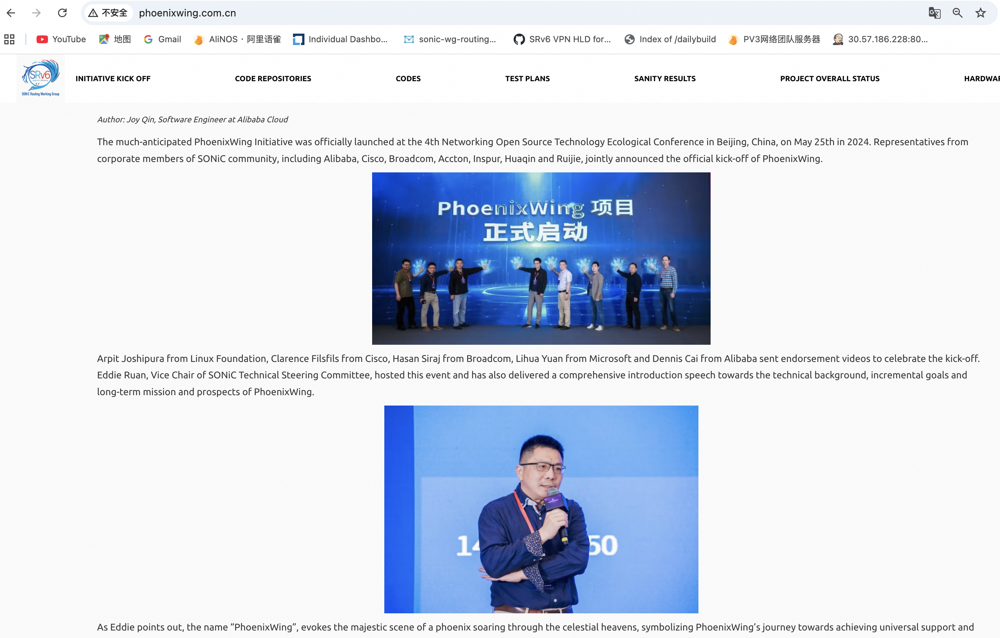 不安全 phoenixwing.com.cn
YouTube 地图 Gmail AliNOS · 阿里语雀 Individual Dashbo... sonic-wg-routing... SRv6 VPN HLD for... Index of /dailybuild PV3网络团队服务器 30.57.186.228:80...
SRv6
Segment Routing
SONiC Routing Working Group
INITIATIVE KICK OFF CODE REPOSITORIES CODES TEST PLANS SANITY RESULTS PROJECT OVERALL STATUS HARDWAR
Author: Joy Qin, Software Engineer at Alibaba Cloud
The much-anticipated PhoenixWing Initiative was officially launched at the 4th Networking Open Source Technology Ecological Conference in Beijing, China, on May 25th in 2024. Representatives from
corporate members of SONiC community, including Alibaba, Cisco, Broadcom, Accton, Inspur, Huaqin and Ruijie, jointly announced the official kick-off of PhoenixWing.
PhoenixWing 项目
正式启动
Arpit Joshipura from Linux Foundation, Clarence Filsfils from Cisco, Hasan Siraj from Broadcom, Lihua Yuan from Microsoft and Dennis Cai from Alibaba sent endorsement videos to celebrate the kick-off.
Eddie Ruan, Vice Chair of SONiC Technical Steering Committee, hosted this event and has also delivered a comprehensive introduction speech towards the technical background, incremental goals and
long-term mission and prospects of PhoenixWing.
14 50
As Eddie points out, the name “PhoenixWing”, evokes the majestic scene of a phoenix soaring through the celestial heavens, symbolizing PhoenixWing’s journey towards achieving universal support and